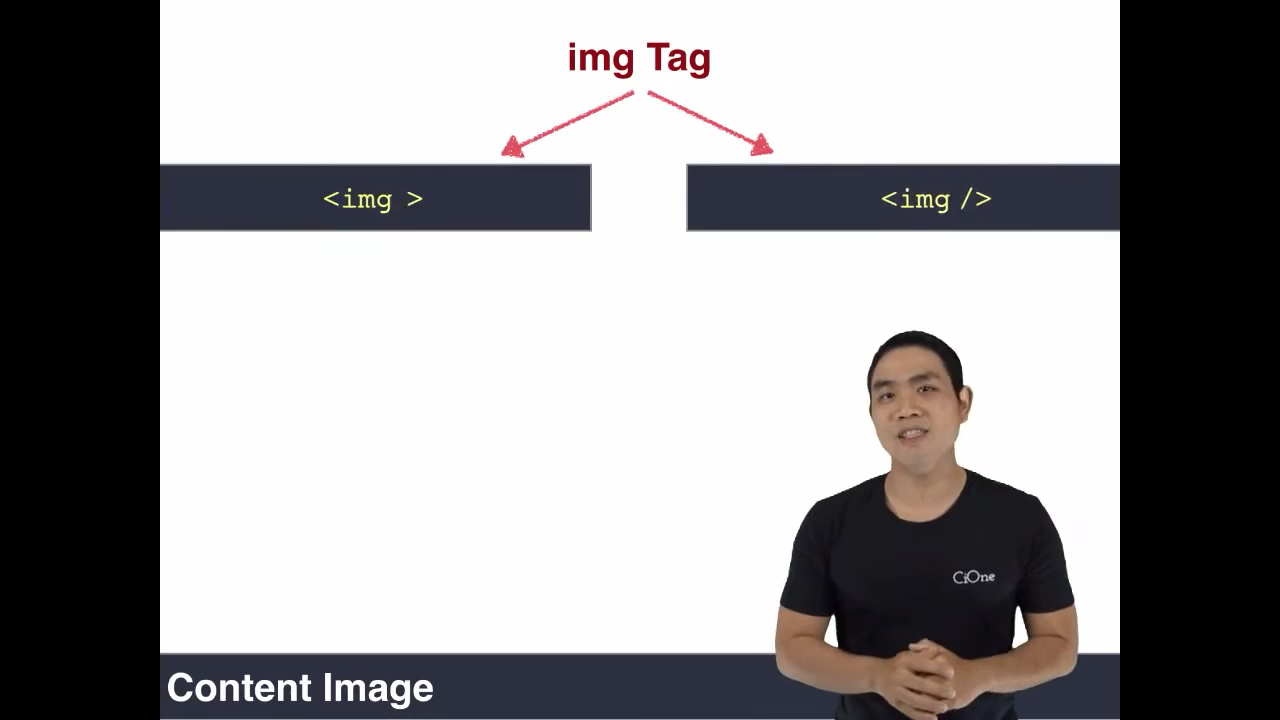 img Tag
<img >
<img />
CiOne
Content Image